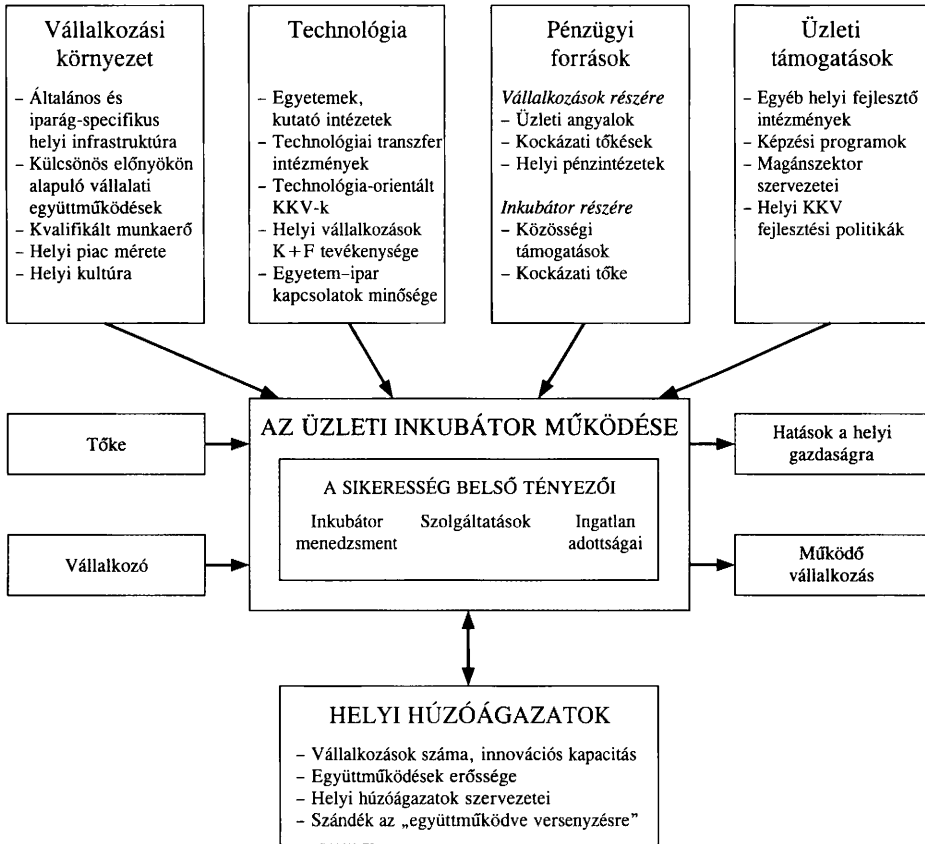 Vállalkozási
környezet
– Általános és
iparág-specifikus
helyi infrastruktúra
– Külcsönös előnyökön
alapuló vállalati
együttműködések
– Kvalifikált munkaerő
– Helyi piac mérete
– Helyi kultúra
Technológia
– Egyetemek,
kutató intézetek
– Technológiai transzfer
intézmények
– Technológia-orientált
KKV-k
– Helyi vállalkozások
K+F tevékenysége
– Egyetem–ipar
kapcsolatok minősége
Pénzügyi
források
Vállalkozások részére
– Üzleti angyalok
– Kockázati tőkések
– Helyi pénzintézetek
Inkubátor részére
– Közösségi
támogatások
– Kockázati tőke
Üzleti
támogatások
– Egyéb helyi fejlesztő
intézmények
– Képzési programok
– Magánszektor
szervezetei
– Helyi KKV
fejlesztési politikák
Tőke
Vállalkozó
AZ ÜZLETI INKUBÁTOR MŰKÖDÉSE
A SIKERESSÉG BELSŐ TÉNYEZŐI
Inkubátor
menedzsment
Szolgáltatások
Ingatlan
adottságai
Hatások a helyi
gazdaságra
Működő
vállalkozás
HELYI HÚZÓÁGAZATOK
– Vállalkozások száma, innovációs kapacitás
– Együttműködések erőssége
– Helyi húzóágazatok szervezetei
– Szándék az „együttműködve versenyzésre”